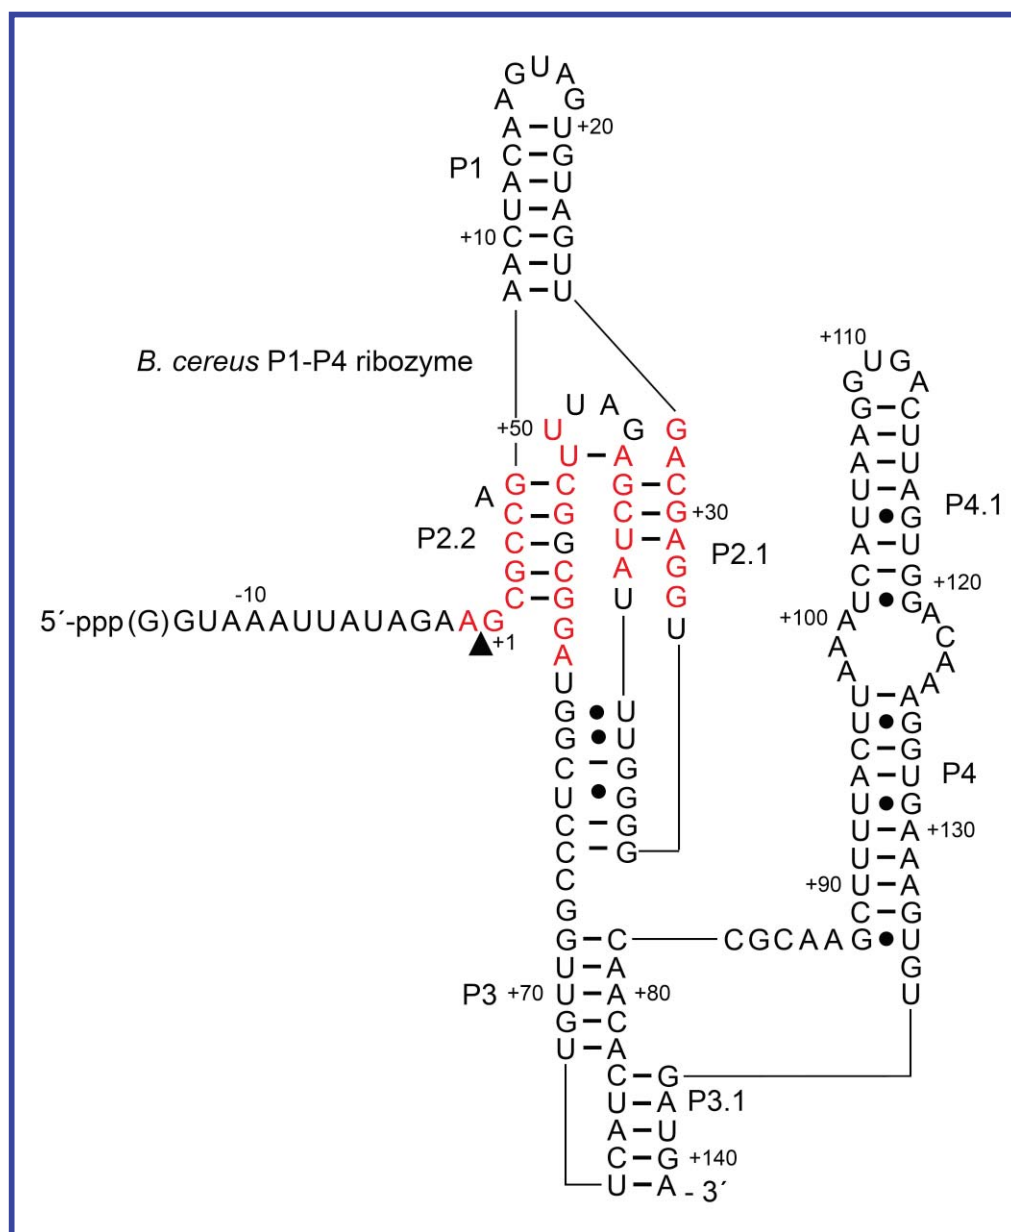 G U A
A G
A U +20
C G
P1 A U
U A
+10 C G
A U
A U
B. cereus P1-P4 ribozyme
+50 U U A G
G A C G +30 A G G U
A G C U A U
U C G G C G G A U G G C U C C C G G U U G U
A G C C G C
P2.2
P2.1
U U G G G G
5´-ppp(G)GUAAAUUAUAGAAG
-10
+1
P3 +70
C A A C A C U A C U
+80
CGCAAG
+110
U G
G A
G C
A U
A U
U A P4.1
U G
A U
C G
U G +120
+100 A A A
A C A A
U A
U G
C G
A U P4
U G
U A +130
U A
+90 U A
C G
G U
G
U
G
A P3.1
U
G +140
A - 3´